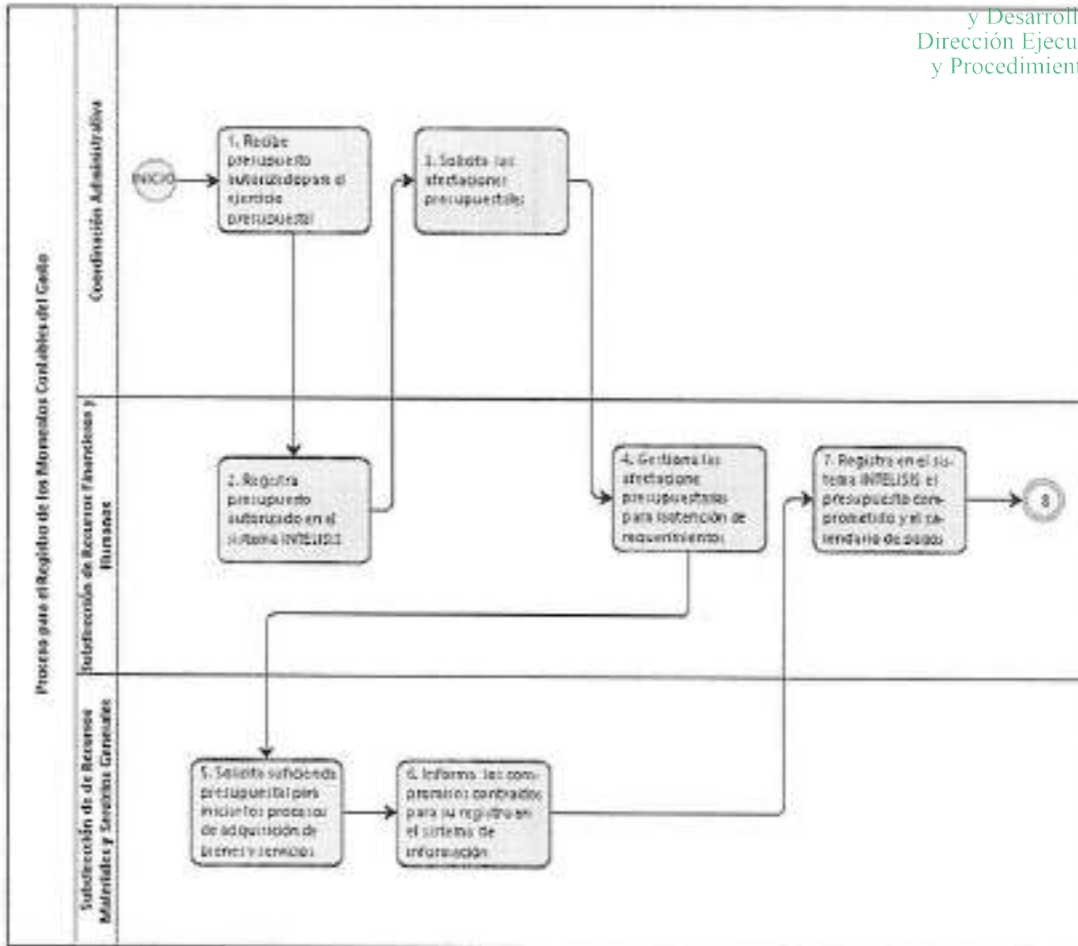 y Desarroll
Dirección Ejecu
y Procedimient
Proceso para el Registro de los Momentos Contables del Gasto
Coordinación Administrativa
INICIO
1. Recibe
presupuesto
autorizado para el
ejercicio
presupuestal
3. Solicita las
afectaciones
presupuestales
Subdirección de Recursos Financieros y
Humanos
2. Registra
presupuesto
autorizado en el
sistema INTELISIS
4. Gestiona las
afectacione
presupuestales
para la atención de
requerimientos
7. Registra en el sis-
tema INTELISIS el
presupuesto com-
prometido y el ca-
lendario de pagos
8
Subdirección de de Recursos
Materiales y Servicios Generales
5. Solicita suficiencia
presupuestal para
iniciar los procesos
de adquisición de
bienes y servicios
6. Informa los com-
promisos contraídos
para su registro en
el sistema de
información